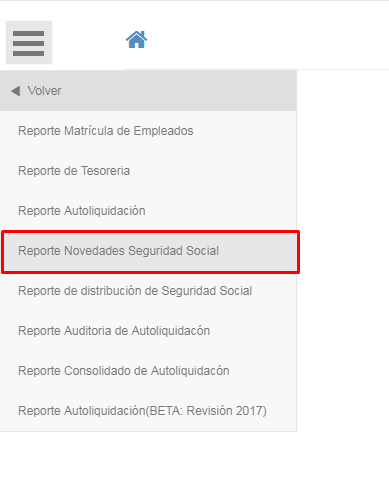 Volver
Reporte Matrícula de Empleados
Reporte de Tesoreria
Reporte Autoliquidación
Reporte Novedades Seguridad Social
Reporte de distribución de Seguridad Social
Reporte Auditoria de Autoliquidacón
Reporte Consolidado de Autoliquidacón
Reporte Autoliquidación(BETA: Revisión 2017)